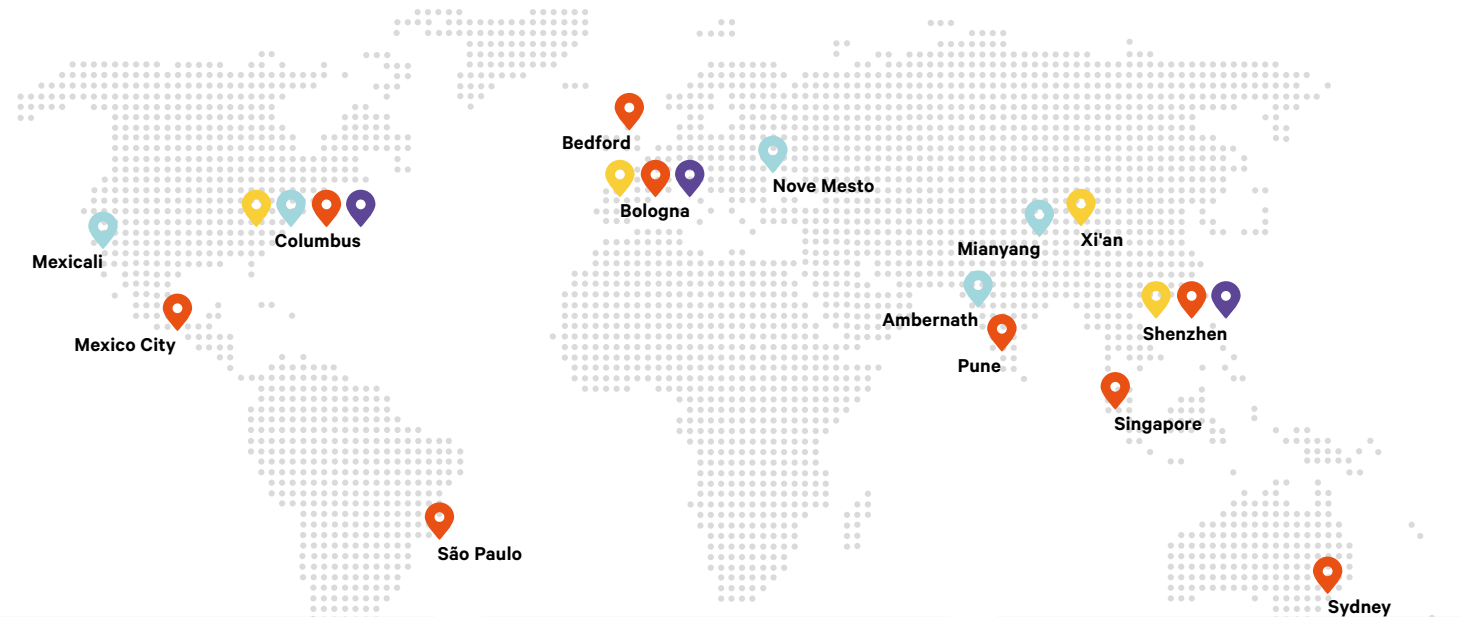 Bedford
Nove Mesto
Bologna
Columbus
Xi'an
Mianyang
Mexicali
Ambernath
Shenzhen
Mexico City
Pune
Singapore
São Paulo
Sydney